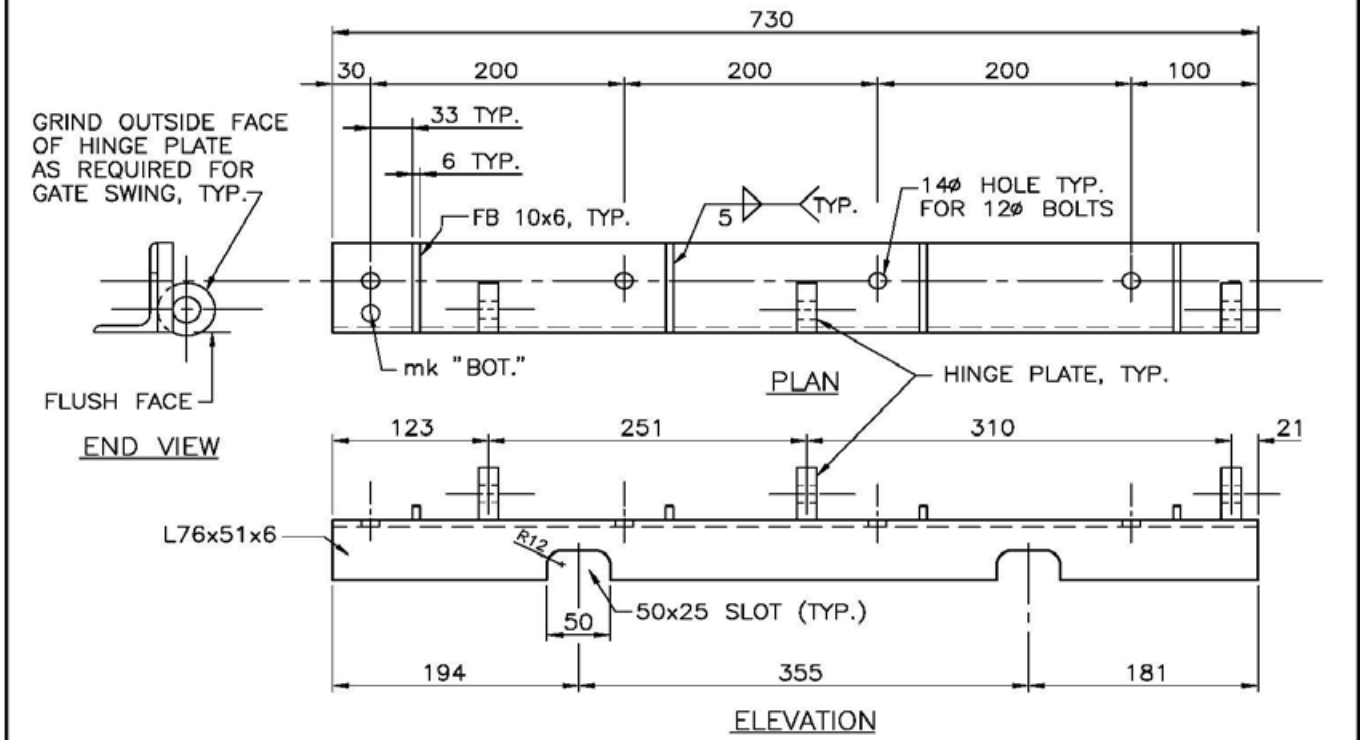 730
30
200
200
200
100
GRIND OUTSIDE FACE
OF HINGE PLATE
AS REQUIRED FOR
GATE SWING, TYP.
33 TYP.
6 TYP.
FB 10x6, TYP.
5
TYP.
14ø HOLE TYP.
FOR 12ø BOLTS
mk "BOT."
PLAN
HINGE PLATE, TYP.
FLUSH FACE
END VIEW
123
251
310
21
L76x51x6
R12
50x25 SLOT (TYP.)
50
194
355
181
ELEVATION